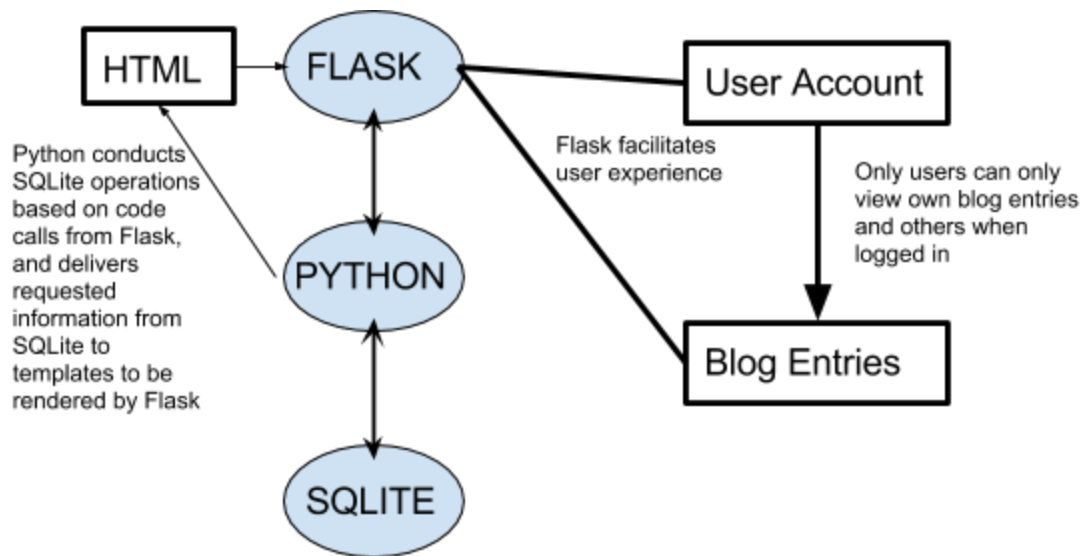 HTML
FLASK
User Account
Python conducts
SQLite operations
based on code
calls from Flask,
and delivers
requested
information from
SQLite to
templates to be
rendered by Flask
Flask facilitates
user experience
Only users can only
view own blog entries
and others when
logged in
PYTHON
Blog Entries
SQLITE